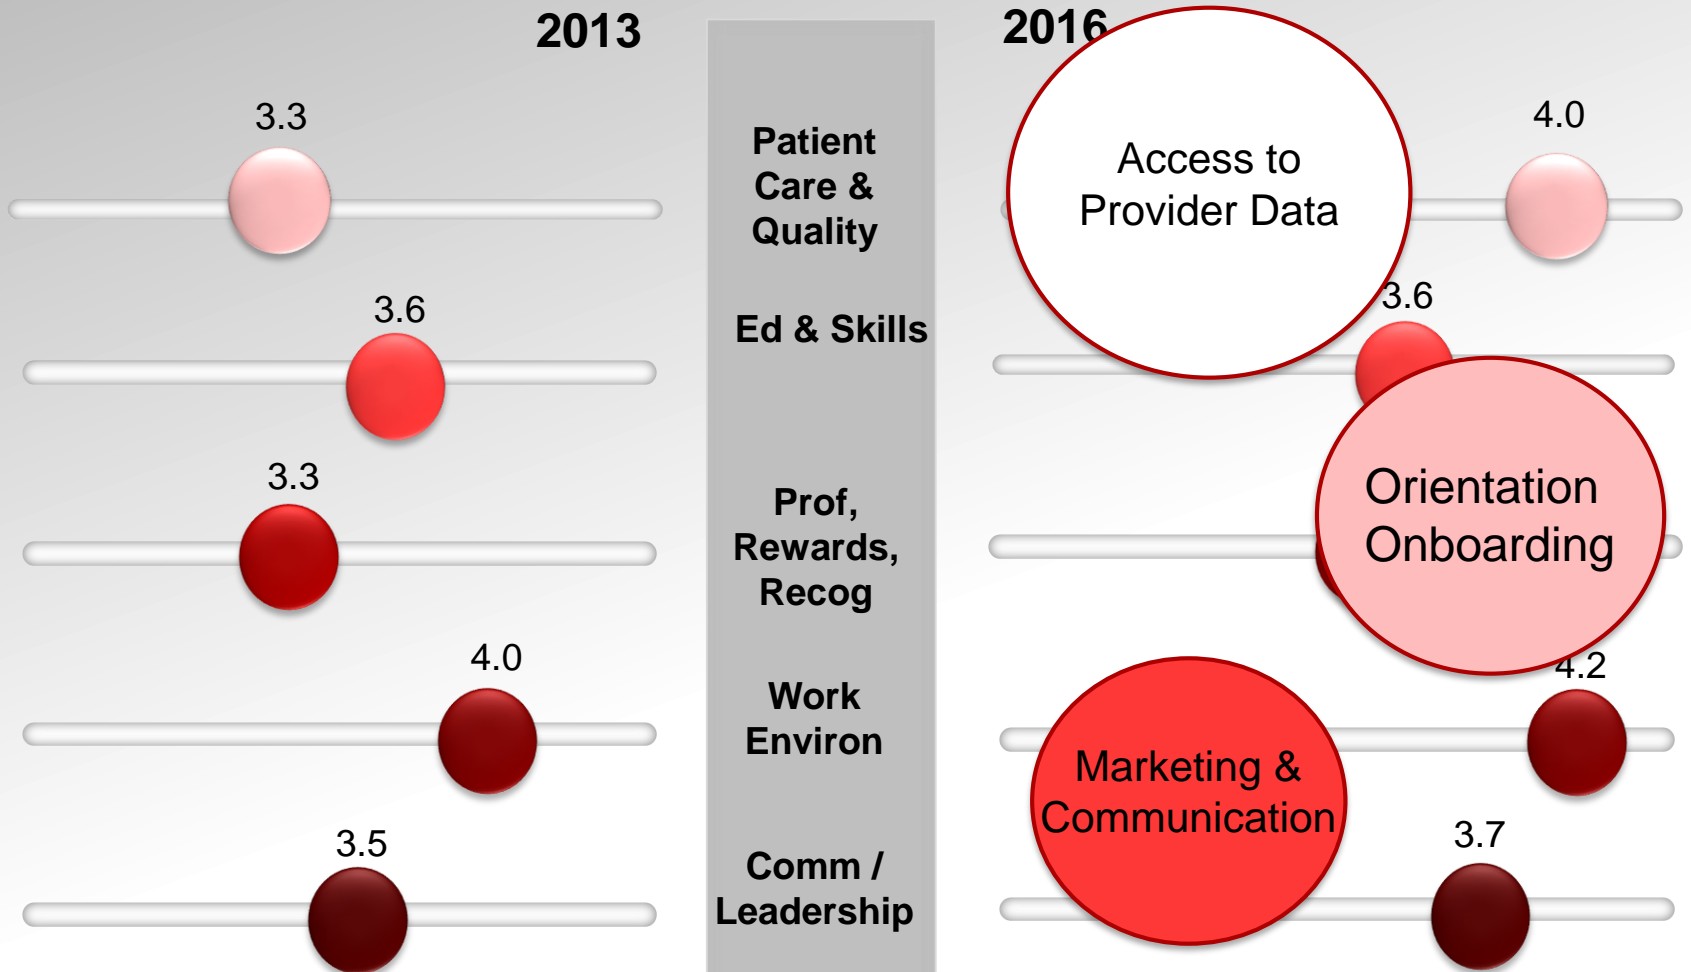 2013
2016
3.3
Patient
Care &
Quality
Access to
Provider Data
4.0
3.6
Ed & Skills
3.6
3.3
Prof,
Rewards,
Recog
Orientation
Onboarding
4.0
Work
Environ
4.2
Marketing &
Communication
3.5
Comm /
Leadership
3.7